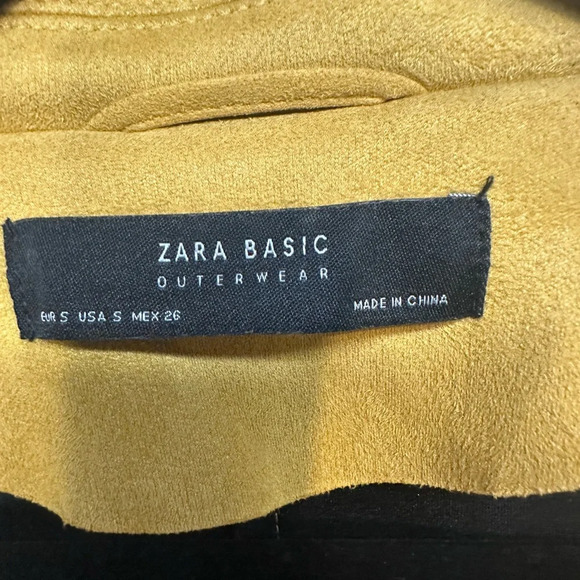 ZARA BASIC
OUTERWEAR
EUR S USA S MEX 26
MADE IN CHINA